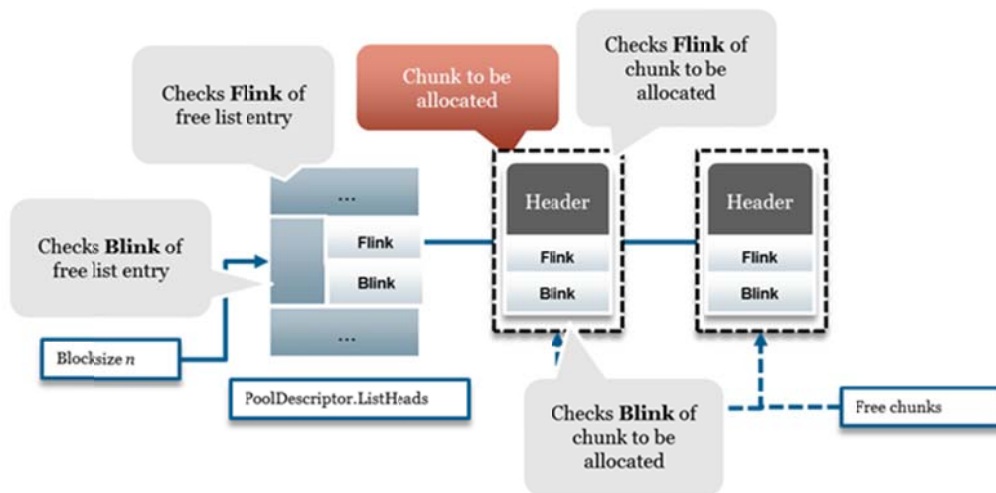 Checks Flink of
free list entry
Chunk to be
allocated
Checks Flink of
chunk to be
allocated
Checks Blink of
free list entry
...
Flink
Blink
...
Header
Flink
Blink
Header
Flink
Blink
Blocksize n
PoolDescriptor.ListHeads
Checks Blink of
chunk to be
allocated
Free chunks